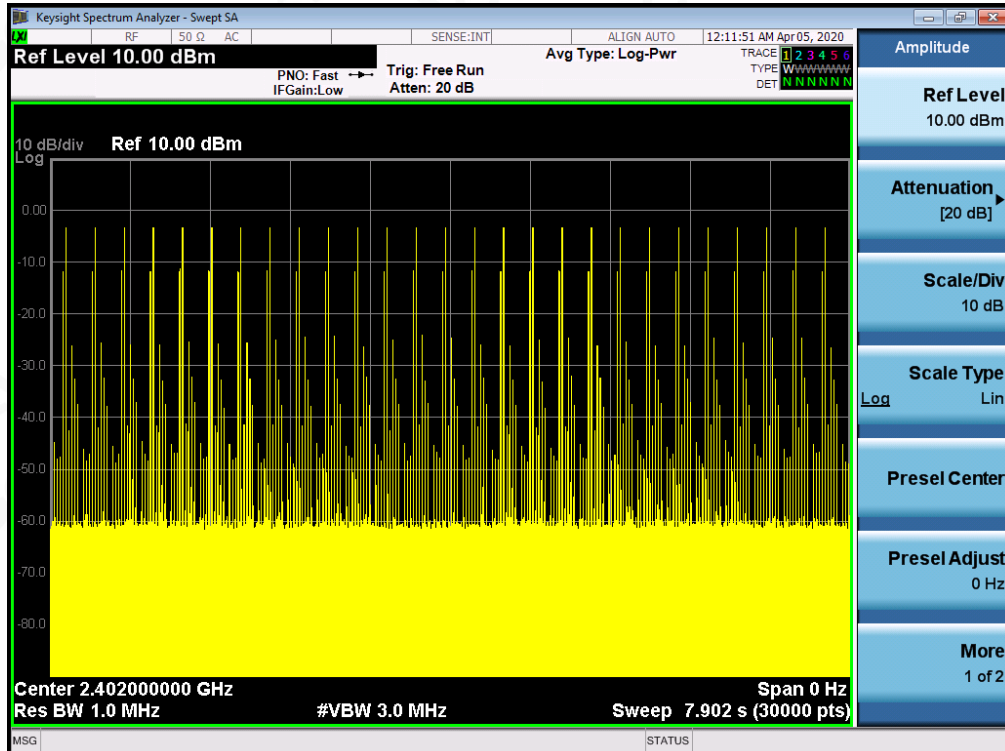 Keysight Spectrum Analyzer - Swept SA
LXI RF 50 Ω AC SENSE:INT ALIGN AUTO 12:11:51 AM Apr 05, 2020
Ref Level 10.00 dBm
PNO: Fast
IFGain:Low
Trig: Free Run
Atten: 20 dB
Avg Type: Log-Pwr
TRACE 1 2 3 4 5 6
TYPE WWWWWW
DET N N N N N N
10 dB/div Ref 10.00 dBm
Log
0.00
-10.0
-20.0
-30.0
-40.0
-50.0
-60.0
-70.0
-80.0
Center 2.402000000 GHz Span 0 Hz
Res BW 1.0 MHz #VBW 3.0 MHz Sweep 7.902 s (30000 pts)
MSG STATUS
Amplitude
Ref Level
10.00 dBm
Attenuation
[20 dB]
Scale/Div
10 dB
Scale Type
Log Lin
Presel Center
Presel Adjust
0 Hz
More
1 of 2